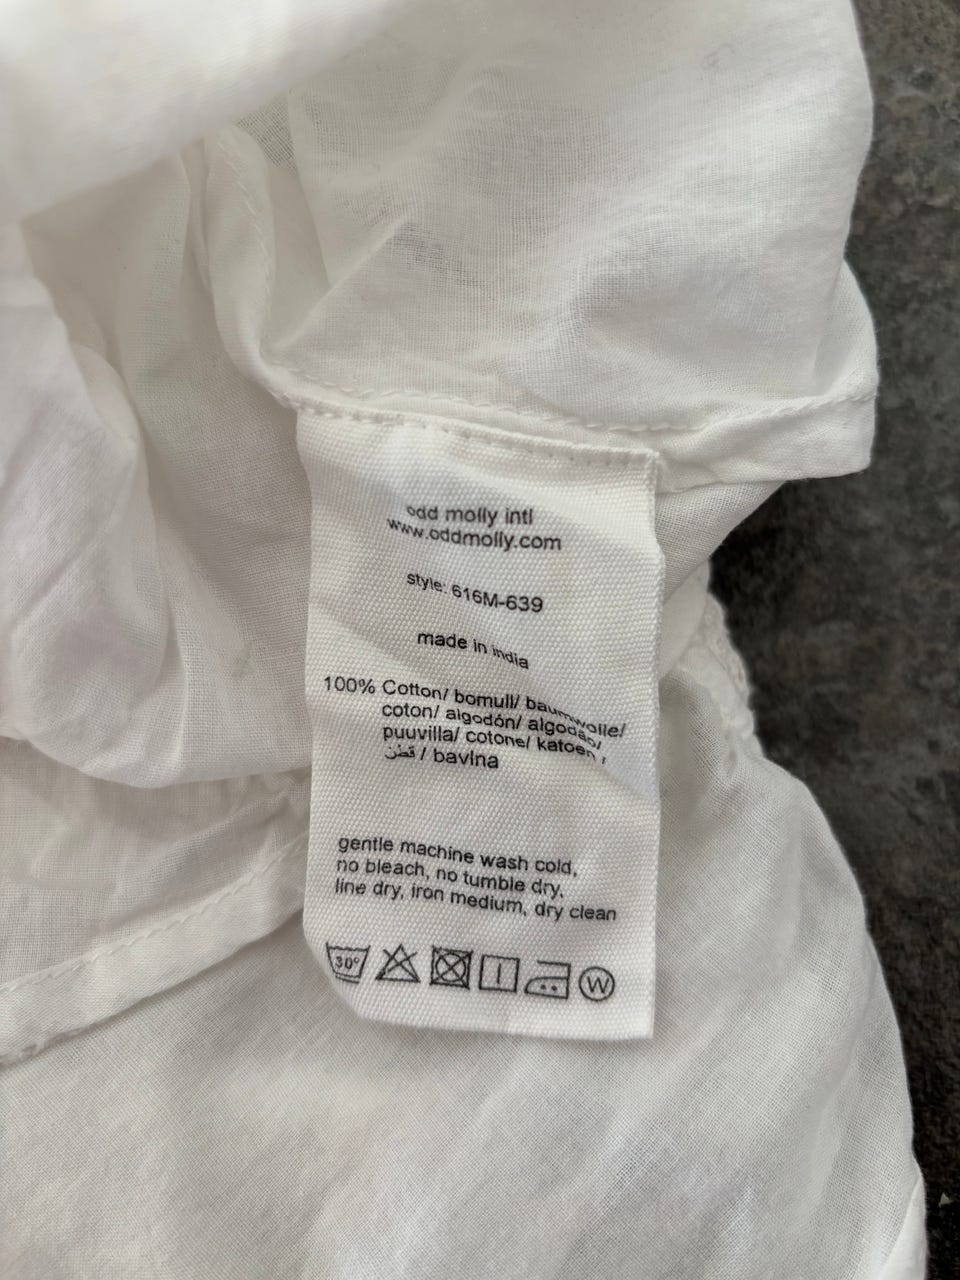 odd molly intl
www.oddmolly.com
style: 616M-639
made in india
100% Cotton/ bomull/ baumwolle/
coton/ algodón/ algodão/
puuvilla/ cotone/ katoen /
قطن / bavlna
gentle machine wash cold,
no bleach, no tumble dry,
line dry, iron medium, dry clean
30° W